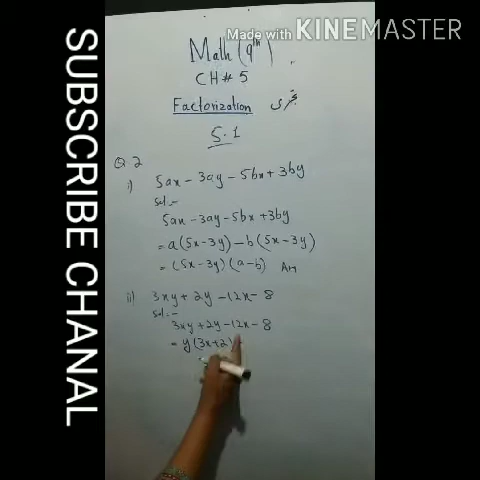 Made with KINEMASTER
SUBSCRIBE CHANAL
Math (9th)
CH # 5
Factorization
5.1
Q.2
i) 5ax - 3ay - 5bx + 3by
Sol:-
5ax - 3ay - 5bx + 3by
= a(5x - 3y) - b(5x - 3y)
= (5x - 3y)(a - b) Ans
ii) 3xy + 2y - 12x - 8
Sol:-
3xy + 2y - 12x - 8
= y(3x + 2)